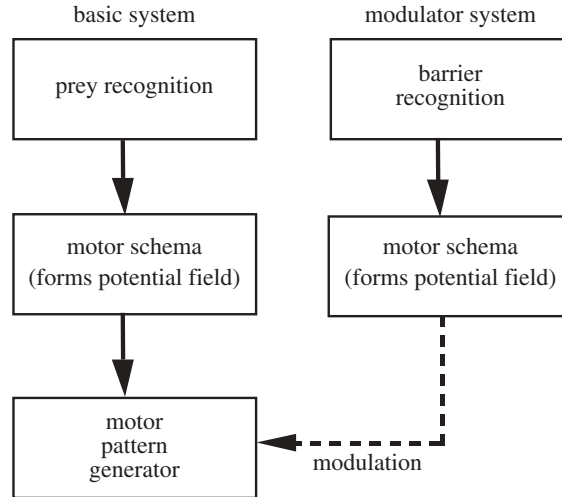 basic system
modulator system
prey recognition
barrier
recognition
motor schema
(forms potential field)
motor schema
(forms potential field)
motor
pattern
generator
modulation